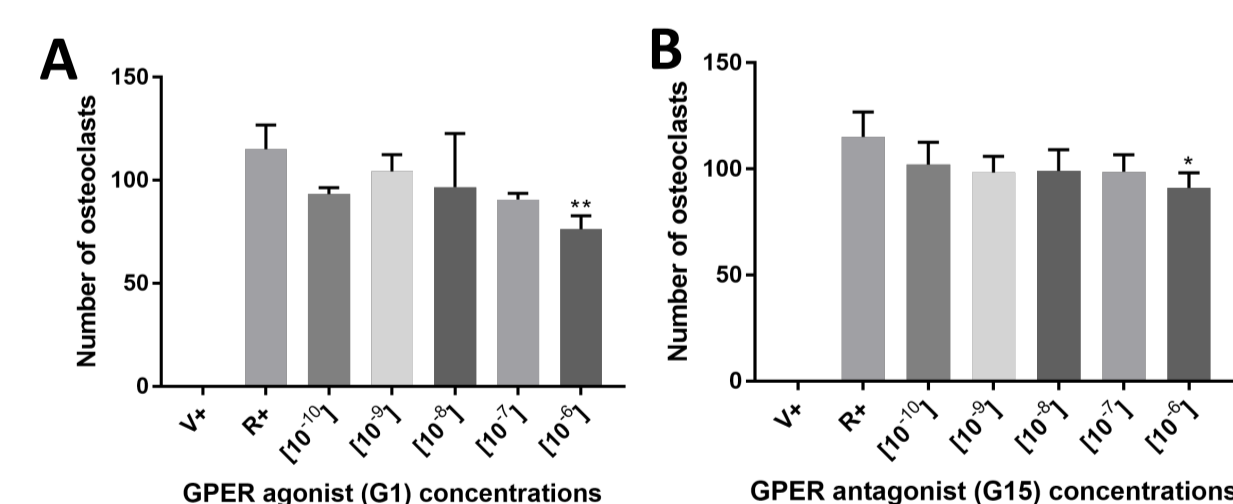 A
Number of osteoclasts
150
100
50
0
**
V+
R+
[10⁻¹⁰]
[10⁻⁹]
[10⁻⁸]
[10⁻⁷]
[10⁻⁶]
GPER agonist (G1) concentrations
B
Number of osteoclasts
150
100
50
0
*
V+
R+
[10⁻¹⁰]
[10⁻⁹]
[10⁻⁸]
[10⁻⁷]
[10⁻⁶]
GPER antagonist (G15) concentrations